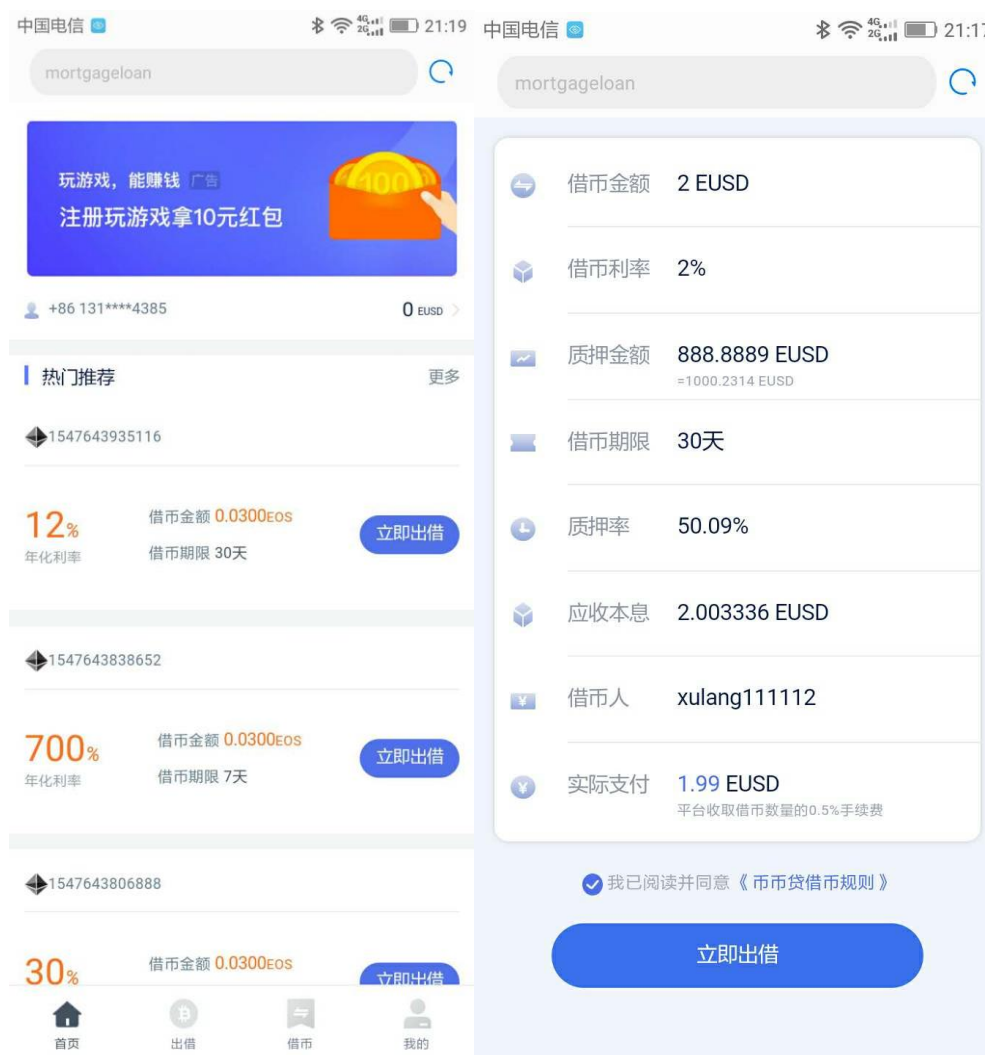 中国电信
4G
2G
21:19
mortgageloan
玩游戏，能赚钱 广告
注册玩游戏拿10元红包
100
+86 131****4385
0 EUSD
热门推荐
更多
1547643935116
12%
年化利率
借币金额 0.0300EOS
借币期限 30天
立即出借
1547643838652
700%
年化利率
借币金额 0.0300EOS
借币期限 7天
立即出借
1547643806888
30%
借币金额 0.0300EOS
立即出借
首页
出借
借币
我的
中国电信
4G
2G
21:17
mortgageloan
借币金额 2 EUSD
借币利率 2%
质押金额 888.8889 EUSD
=1000.2314 EUSD
借币期限 30天
质押率 50.09%
应收本息 2.003336 EUSD
借币人 xulang111112
实际支付 1.99 EUSD
平台收取借币数量的0.5%手续费
我已阅读并同意《币币贷借币规则》
立即出借